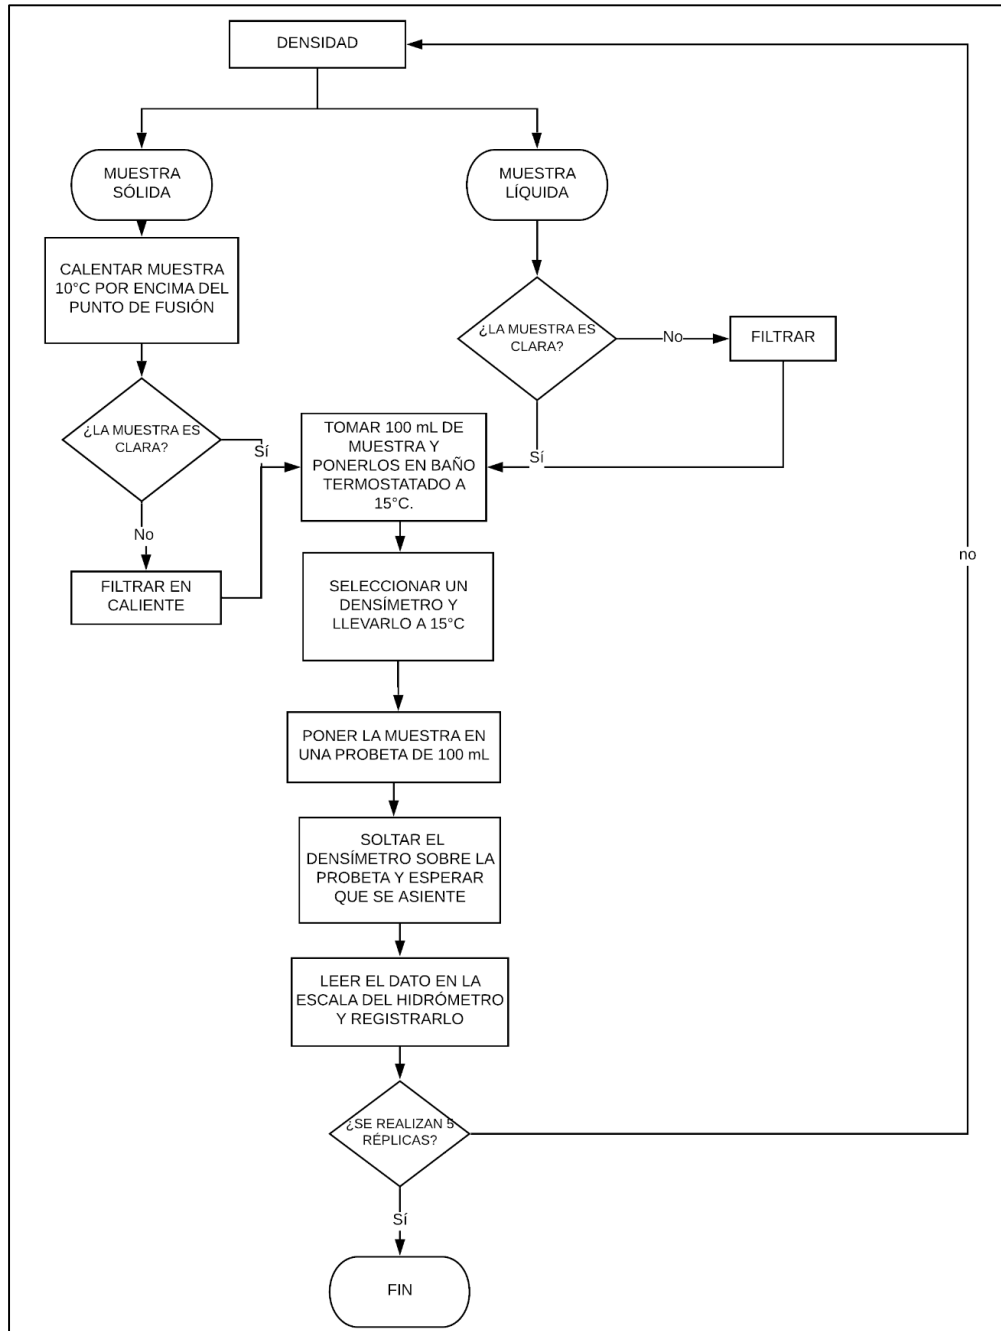 DENSIDAD
MUESTRA
SÓLIDA
MUESTRA
LÍQUIDA
CALENTAR MUESTRA
10°C POR ENCIMA DEL
PUNTO DE FUSIÓN
¿LA MUESTRA ES
CLARA?
No
FILTRAR
¿LA MUESTRA ES
CLARA?
Sí
Sí
No
FILTRAR EN
CALIENTE
TOMAR 100 mL DE
MUESTRA Y
PONERLOS EN BAÑO
TERMOSTATADO A
15°C.
SELECCIONAR UN
DENSÍMETRO Y
LLEVARLO A 15°C
no
PONER LA MUESTRA EN
UNA PROBETA DE 100 mL
SOLTAR EL
DENSÍMETRO SOBRE LA
PROBETA Y ESPERAR
QUE SE ASIENTE
LEER EL DATO EN LA
ESCALA DEL HIDRÓMETRO
Y REGISTRARLO
¿SE REALIZAN 5
RÉPLICAS?
Sí
FIN